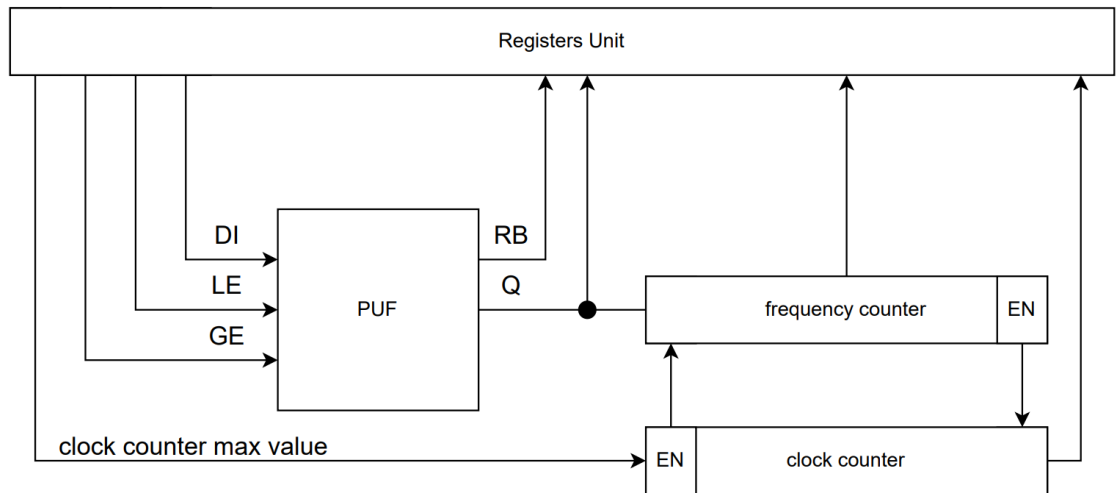 Registers Unit
DI
RB
LE
Q
PUF
frequency counter
EN
GE
clock counter max value
EN
clock counter